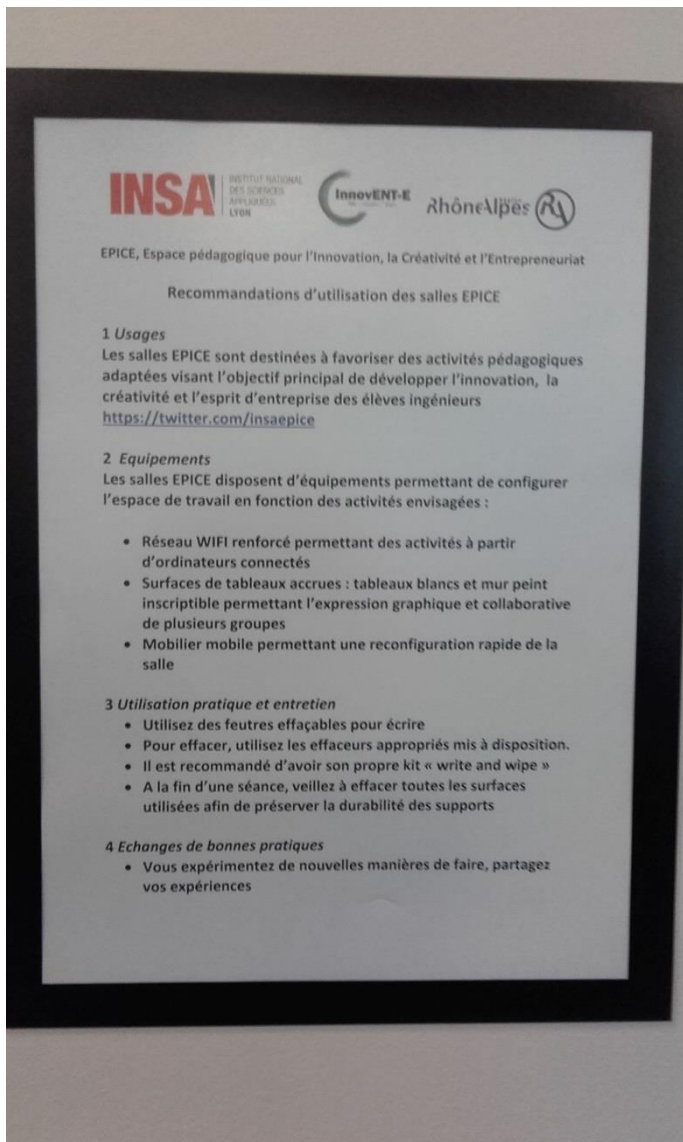 INSA
INSTITUT NATIONAL
DES SCIENCES
APPLIQUÉES
LYON
InnovENT-E
RhôneAlpes
EPICE, Espace pédagogique pour l'Innovation, la Créativité et l'Entrepreneuriat
Recommandations d'utilisation des salles EPICE
1 Usages
Les salles EPICE sont destinées à favoriser des activités pédagogiques
adaptées visant l'objectif principal de développer l'innovation, la
créativité et l'esprit d'entreprise des élèves ingénieurs
https://twitter.com/insaepice
2 Equipements
Les salles EPICE disposent d'équipements permettant de configurer
l'espace de travail en fonction des activités envisagées :
• Réseau WIFI renforcé permettant des activités à partir
d'ordinateurs connectés
• Surfaces de tableaux accrues : tableaux blancs et mur peint
inscriptible permettant l'expression graphique et collaborative
de plusieurs groupes
• Mobilier mobile permettant une reconfiguration rapide de la
salle
3 Utilisation pratique et entretien
• Utilisez des feutres effaçables pour écrire
• Pour effacer, utilisez les effaceurs appropriés mis à disposition.
• Il est recommandé d'avoir son propre kit « write and wipe »
• A la fin d'une séance, veillez à effacer toutes les surfaces
utilisées afin de préserver la durabilité des supports
4 Echanges de bonnes pratiques
• Vous expérimentez de nouvelles manières de faire, partagez
vos expériences